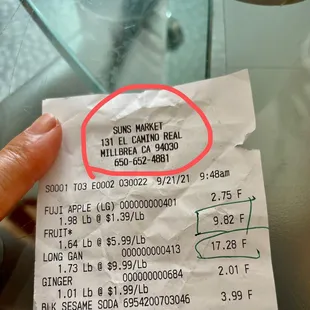 SUNS MARKET
131 EL CAMINO REAL
MILLBREA CA 94030
650-652-4881
S0001 T03 E0002 030022 9/21/21 9:48am
FUJI APPLE (LG) 000000000401 2.75 F
1.98 Lb @ $1.39/Lb
FRUIT* 9.82 F
1.64 Lb @ $5.99/Lb
LONG GAN 000000000413 17.28 F
1.73 Lb @ $9.99/Lb
GINGER 000000000684 2.01 F
1.01 Lb @ $1.99/Lb
BLK SESAME SODA 6954200703046 3.99 F